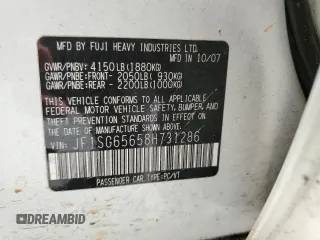 MFD. BY FUJI HEAVY INDUSTRIES LTD.
MFD IN 10/07
GVWR/PNBV: 4150LB(1880KG)
GAWR/PNBE:FRONT- 2050LB( 930KG)
GAWR/PNBE:REAR - 2200LB(1000KG)
THIS VEHICLE CONFORMS TO ALL APPLICABLE
FEDERAL MOTOR VEHICLE SAFETY, BUMPER, AND
THEFT PREVENTION STANDARDS IN EFFECT ON THE
DATE OF MANUFACTURE SHOWN ABOVE.
VIN: JF1SG65658H731286
PASSENGER CAR, TYPE:PC/VT
DREAMBID
dreambid.com